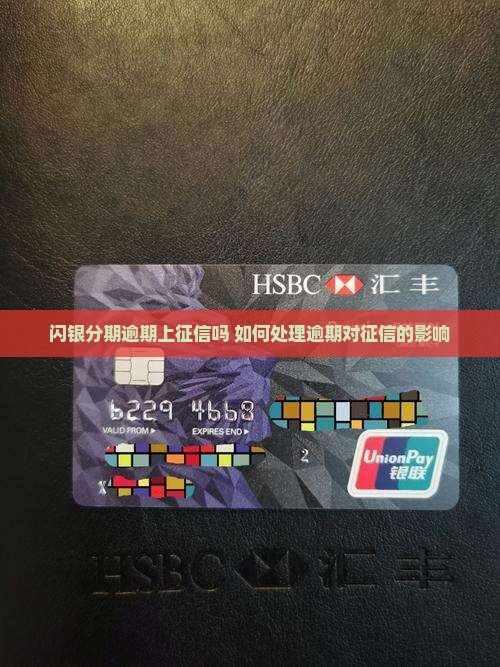 HSBC 汇丰
闪银分期逾期上征信吗 如何处理逾期对征信的影响
6229 4668
VALID FROM▶ EXPIRES END▶
2
UnionPay
银联
HSBC 汇丰